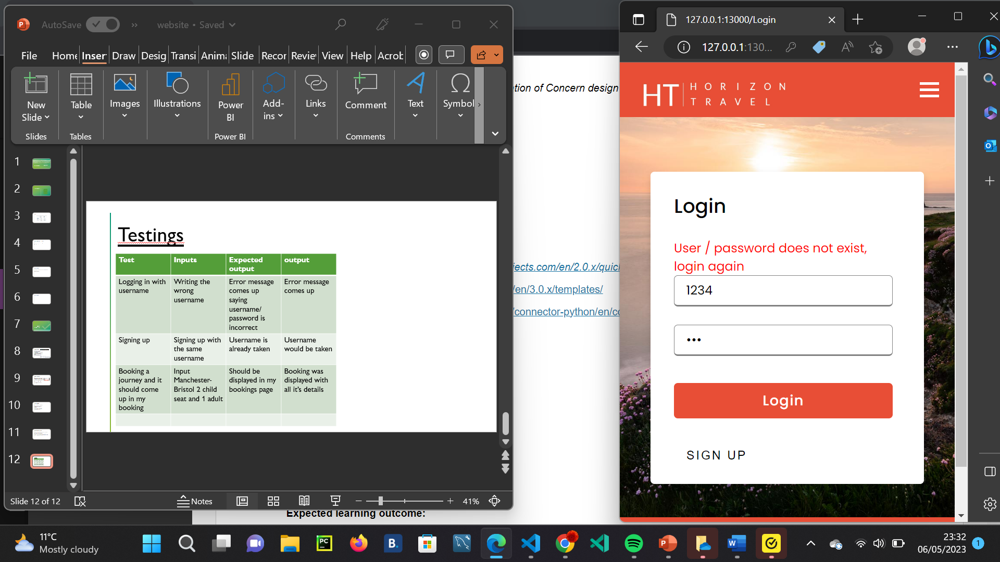 AutoSave
website • Saved
File
Home
Inser
Draw
Desig
Transi
Anima
Slide
Recor
Review
View
Help
Acrob
New
Slide
Slides
Table
Tables
Images
Illustrations
Power
BI
Power BI
Add-
ins
Links
Comment
Comments
Text
Symbol
1
2
3
4
5
6
7
8
9
10
11
12
Testings
Test
Inputs
Expected
output
output
Logging in with
username
Writing the
wrong
username
Error message
comes up
saying
username/
password is
incorrect
Error message
comes up
Signing up
Signing up with
the same
username
Username is
already taken
Username
would be taken
Booking a
journey and it
should come
up in my
booking
Input
Manchester-
Bristol 2 child
seat and 1 adult
Should be
displayed in my
bookings page
Booking was
displayed with
all it's details
Slide 12 of 12
Notes
41%
tion of Concern design
jects.com/en/2.0.x/quick
/en/3.0.x/templates/
/connector-python/en/co
Expected learning outcome:
127.0.0.1:13000/Login
127.0.0.1:130...
HT
HORIZON
TRAVEL
Login
User / password does not exist,
login again
1234
•••
Login
SIGN UP
11°C
Mostly cloudy
PC
B.
23:32
06/05/2023
1